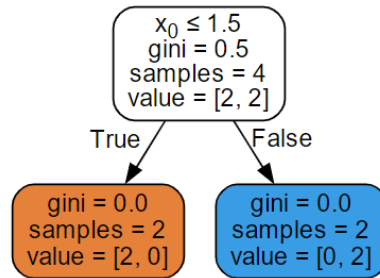 x₀ ≤ 1.5
gini = 0.5
samples = 4
value = [2, 2]
True
False
gini = 0.0
samples = 2
value = [2, 0]
gini = 0.0
samples = 2
value = [0, 2]